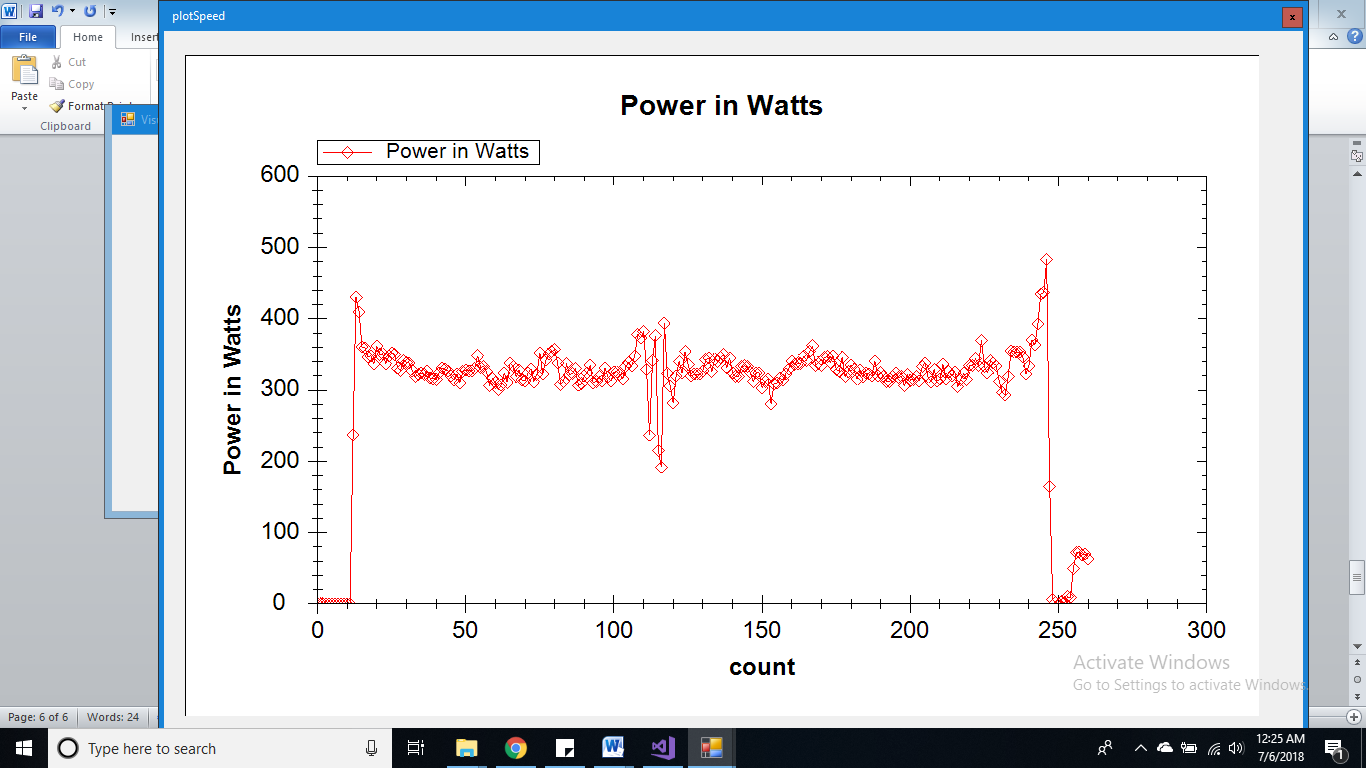 plotSpeed
x
W
File
Home
Insert
Cut
Copy
Paste
Format
Clipboard
Power in Watts
Power in Watts
600
500
400
300
200
100
0
Power in Watts
0 50 100 150 200 250 300
count
Activate Windows
Go to Settings to activate Windows.
Page: 6 of 6
Words: 24
Type here to search
12:25 AM
7/6/2018
1